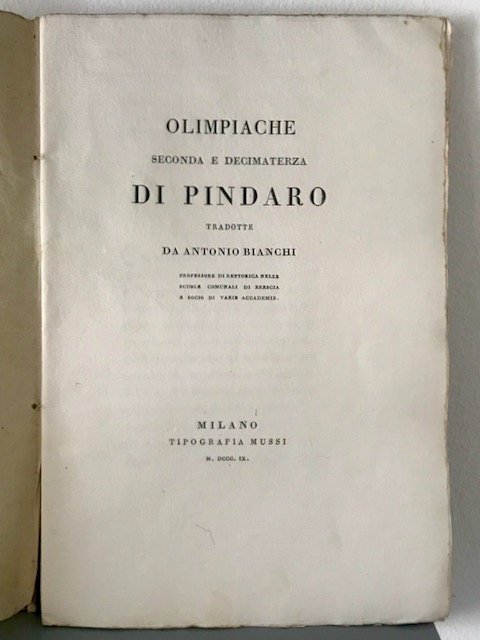 OLIMPIACHE
SECONDA E DECIMATERZA
DI PINDARO
TRADOTTE
DA ANTONIO BIANCHI
PROFESSORE DI RETTORICA NELLE
SCUOLE COMUNALI DI BRESCIA
E SOCIO DI VARIE ACCADEMIE.
MILANO
TIPOGRAFIA MUSSI
M. DCCC. IX.